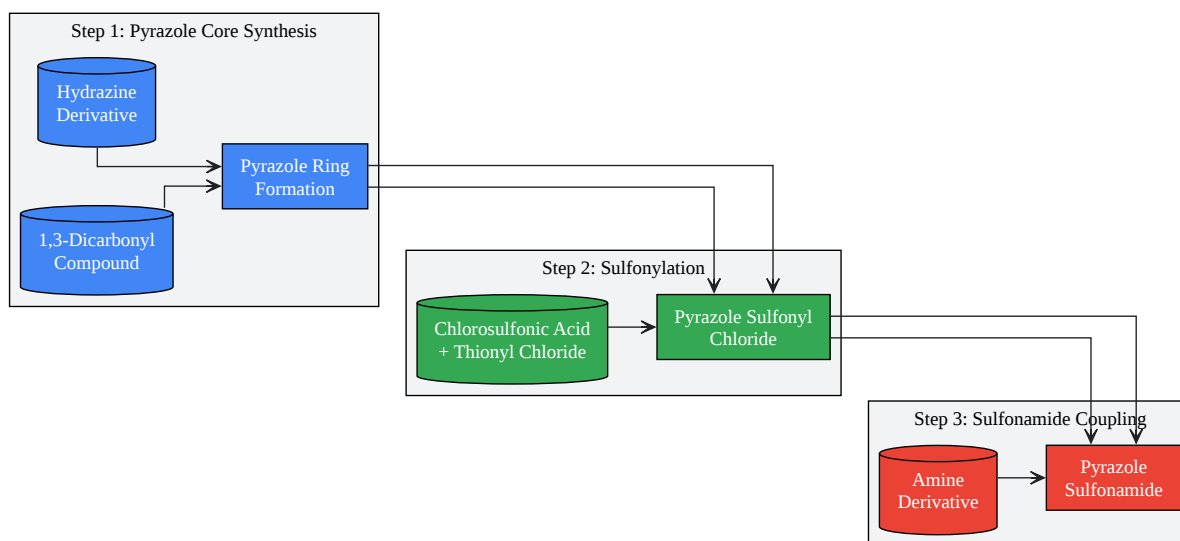 Step 1: Pyrazole Core Synthesis
Hydrazine
Derivative
Pyrazole Ring
Formation
1,3-Dicarbonyl
Compound
Step 2: Sulfonylation
Chlorosulfonic Acid
+ Thionyl Chloride
Pyrazole Sulfonyl
Chloride
Step 3: Sulfonamide Coupling
Amine
Derivative
Pyrazole
Sulfonamide